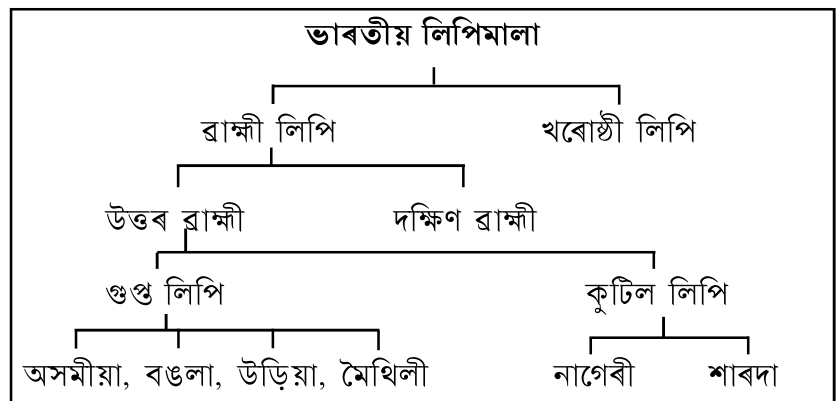 ভাৰতীয় লিপিমালা
ব্ৰাহ্মী লিপি খৰোষ্ঠী লিপি
উত্তৰ ব্ৰাহ্মী দক্ষিণ ব্ৰাহ্মী
গুপ্ত লিপি কুটিল লিপি
অসমীয়া, বঙলা, উড়িয়া, মৈথিলী নাগেৰী শাৰদা